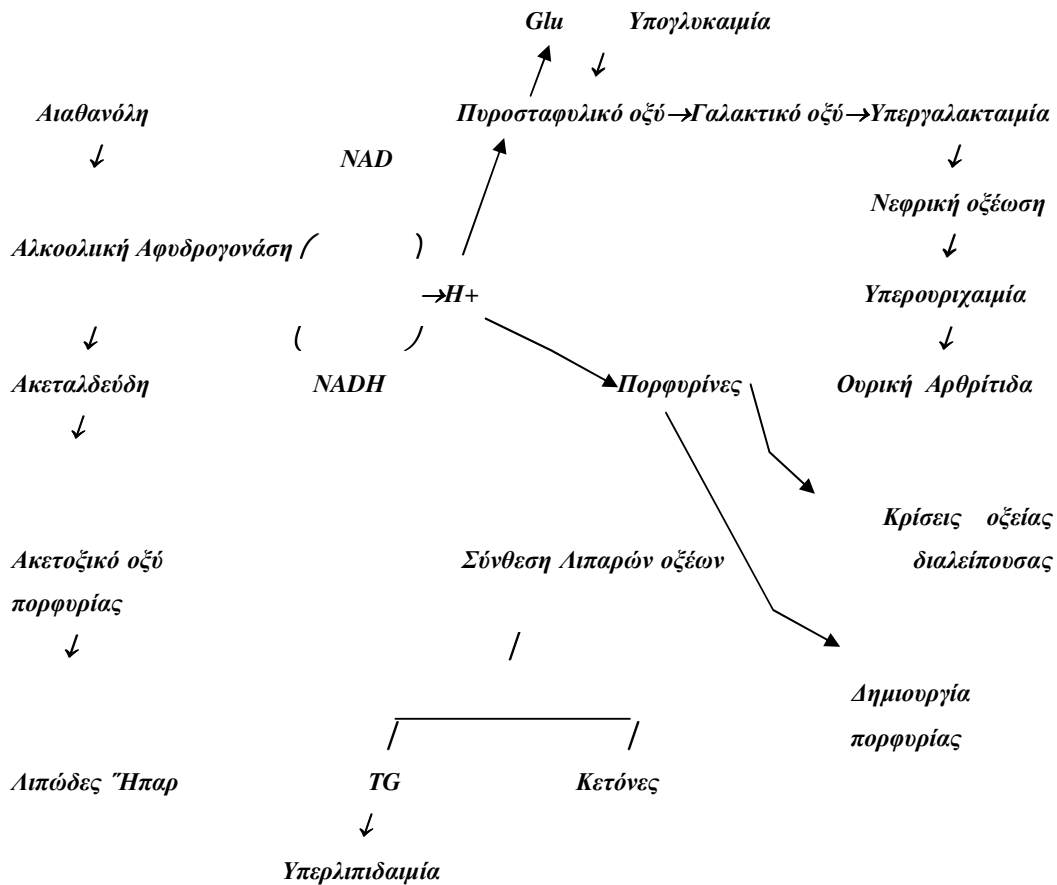 Glu Υπογλυκαιμία
Αιαθανόλη Πυροσταφυλικό οξύ→Γαλακτικό οξύ→Υπεργαλακταιμία
NAD
Νεφρική οξέωση
Αλκοολιική Αφυδρογονάση ( )
→H+ Υπερουριχαιμία
( )
Ακεταλδεύδη NADH Πορφυρίνες Ουρική Αρθρίτιδα
Κρίσεις οξείας
Ακετοξικό οξύ Σύνθεση Λιπαρών οξέων διαλείπουσας
πορφυρίας
Δημιουργία
πορφυρίας
Λιπώδες Ήπαρ TG Κετόνες
Υπερλιπιδαιμία